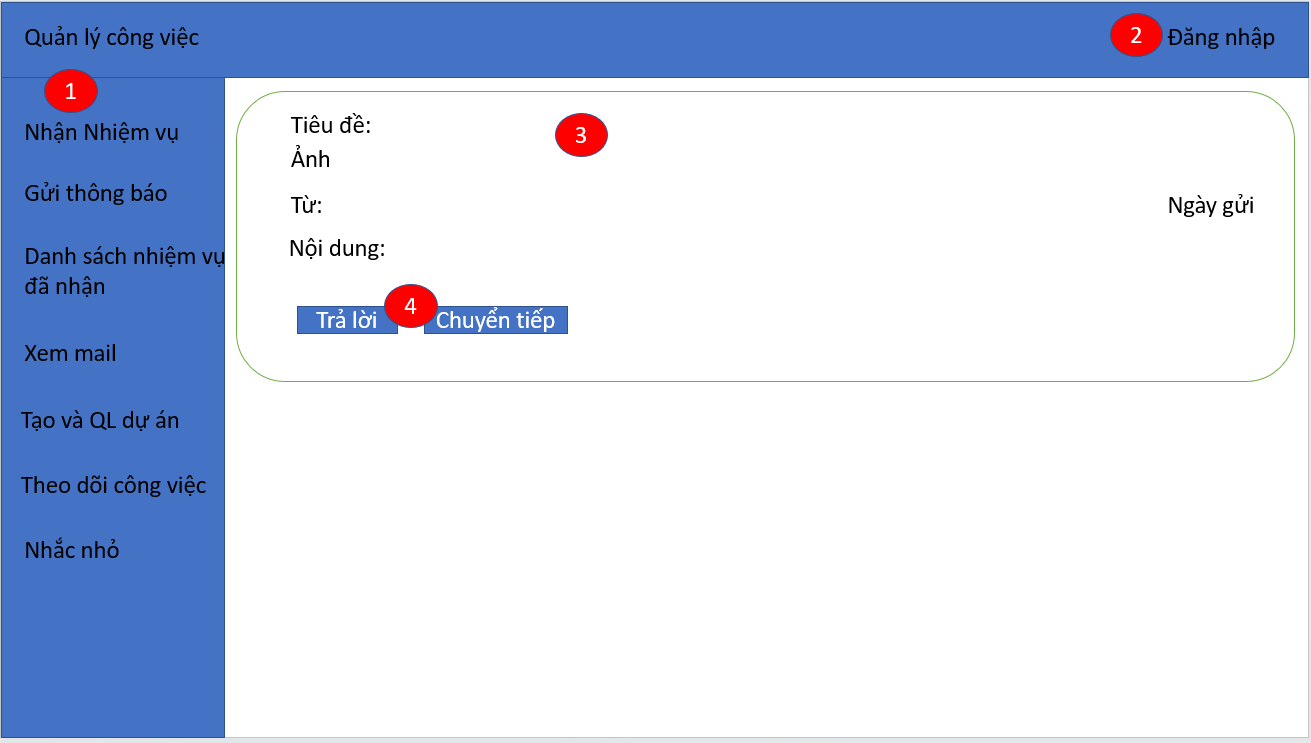 Quản lý công việc
2
Đăng nhập
1
Nhận Nhiệm vụ
Gửi thông báo
Danh sách nhiệm vụ
đã nhận
Xem mail
Tạo và QL dự án
Theo dõi công việc
Nhắc nhỏ
Tiêu đề:
3
Ảnh
Từ:
Ngày gửi
Nội dung:
4
Trả lời
Chuyển tiếp